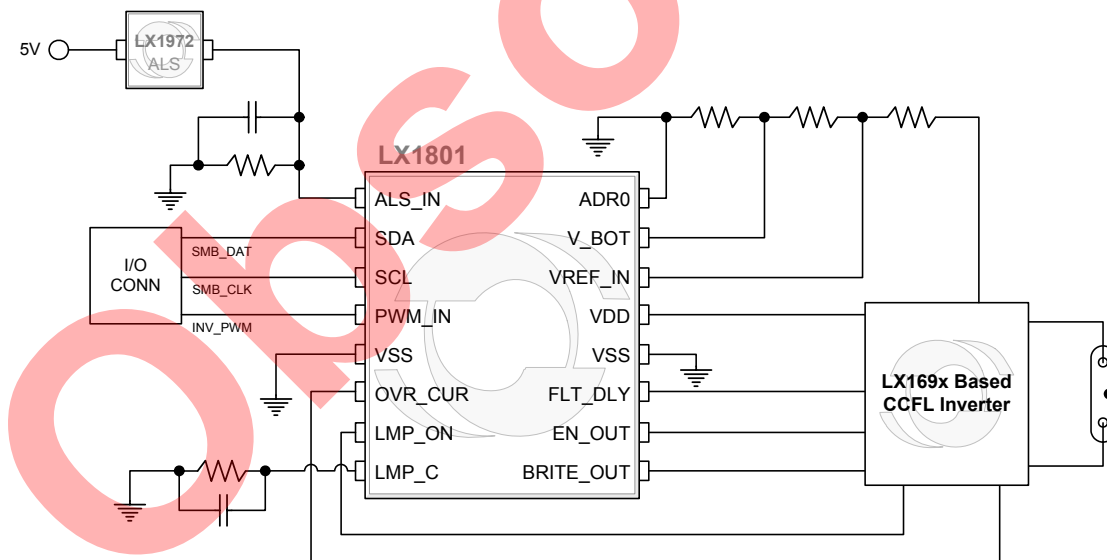 5V
LX1972
ALS
LX1801
ALS_IN
ADR0
SDA
V_BOT
SMB_DAT
I/O
CONN
SCL
VREF_IN
SMB_CLK
PWM_IN
VDD
INV_PWM
VSS
VSS
OVR_CUR
FLT_DLY
LX169x Based
CCFL Inverter
LMP_ON
EN_OUT
LMP_C
BRITE_OUT
Obso